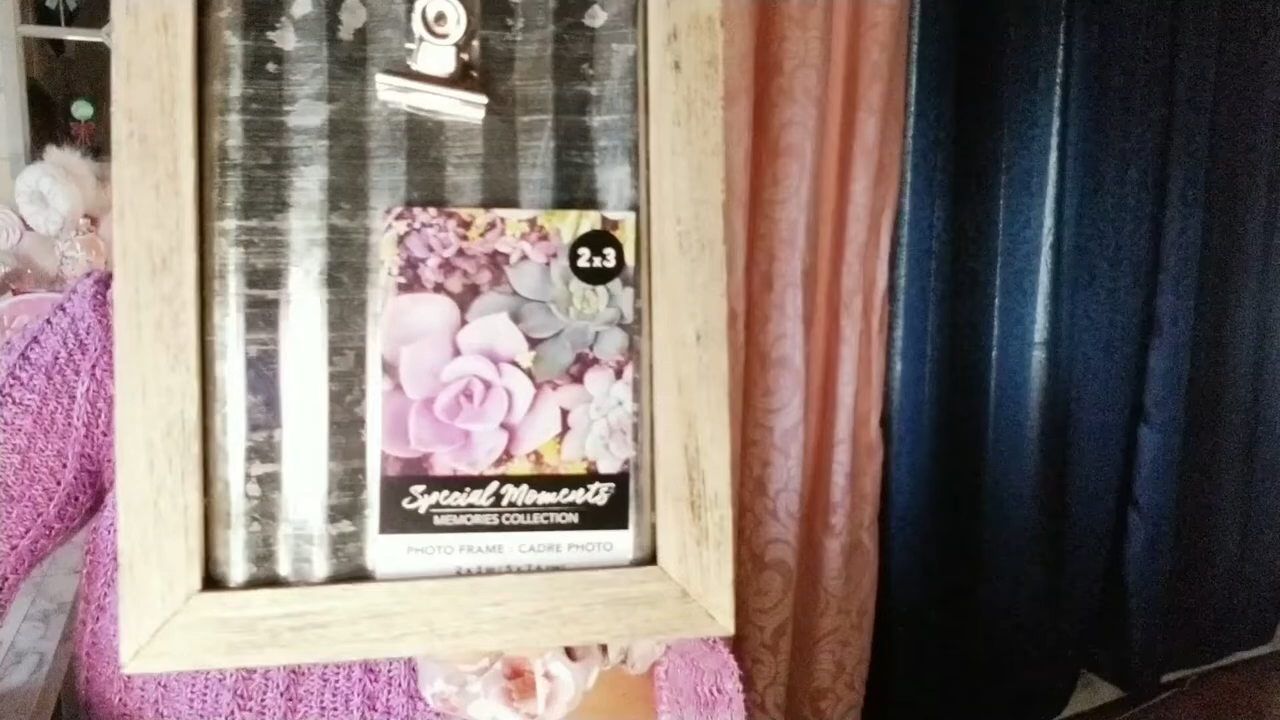 2x3
Special Moments
MEMORIES COLLECTION
PHOTO FRAME · CADRE PHOTO